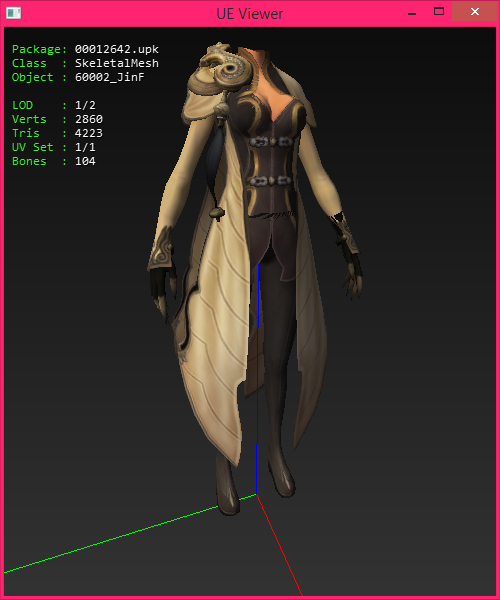 UE Viewer
Package: 00012642.upk
Class  : SkeletalMesh
Object : 60002_JinF
LOD    : 1/2
Verts  : 2860
Tris   : 4223
UV Set : 1/1
Bones  : 104